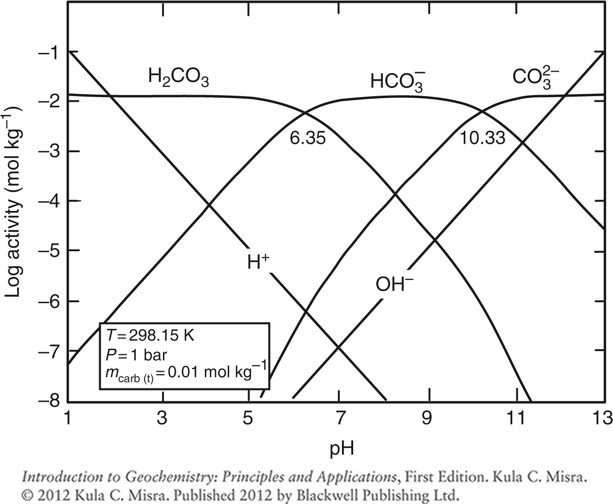 Log activity (mol kg⁻¹)
-1
-2
-3
-4
-5
-6
-7
-8
H₂CO₃
HCO₃⁻
CO₃²⁻
6.35
10.33
H⁺
OH⁻
T = 298.15 K
P = 1 bar
m carb (t) = 0.01 mol kg⁻¹
1 3 5 7 9 11 13
pH
Introduction to Geochemistry: Principles and Applications, First Edition. Kula C. Misra.
© 2012 Kula C. Misra. Published 2012 by Blackwell Publishing Ltd.